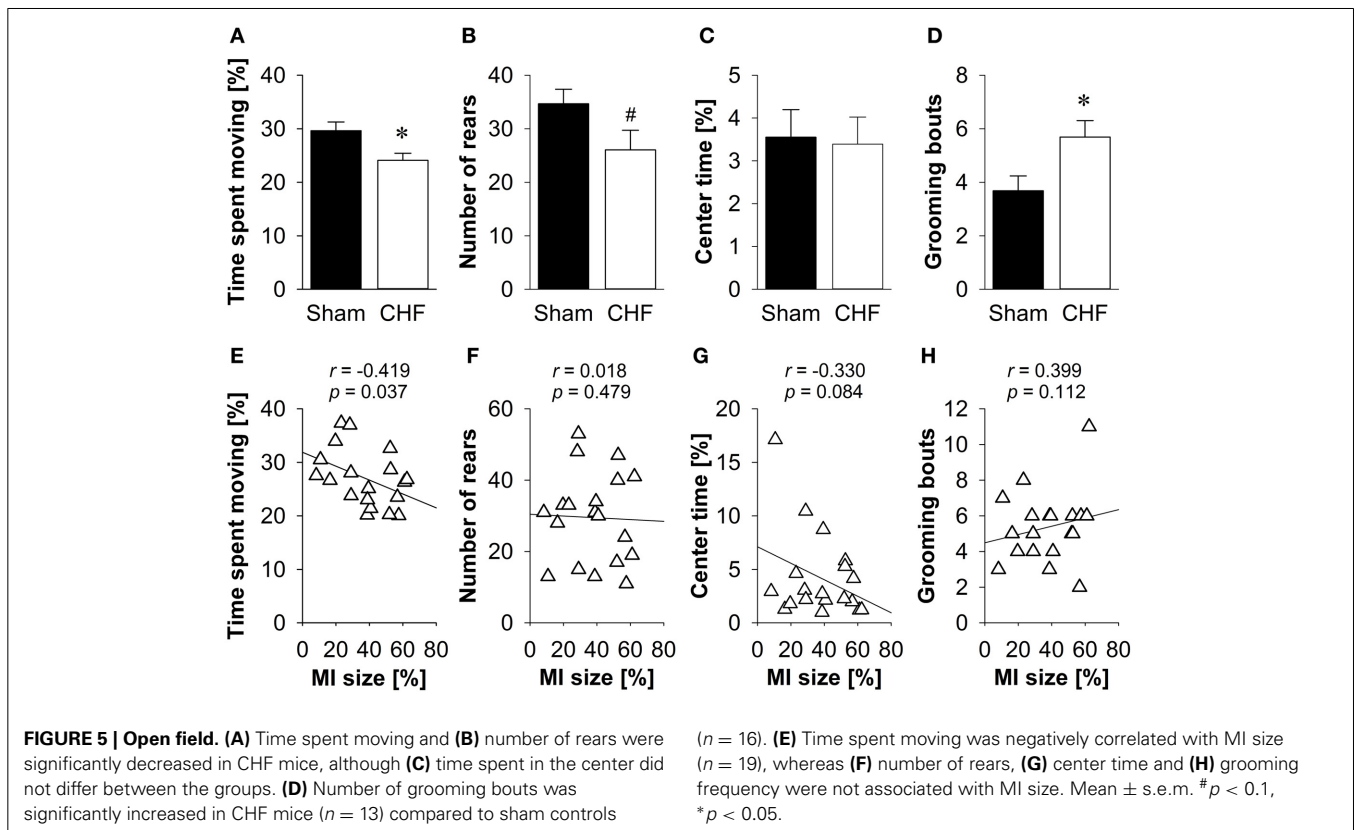 A B C D
Time spent moving [%]
40
30
20
10
0
Sham CHF
*
Number of rears
40
30
20
10
0
Sham CHF
#
Center time [%]
5
4
3
2
1
0
Sham CHF
Grooming bouts
8
6
4
2
0
Sham CHF
*
E F G H
r = -0.419
p = 0.037
Time spent moving [%]
40
30
20
10
0
0 20 40 60 80
MI size [%]
r = 0.018
p = 0.479
Number of rears
60
40
20
0
0 20 40 60 80
MI size [%]
r = -0.330
p = 0.084
Center time [%]
20
15
10
5
0
0 20 40 60 80
MI size [%]
r = 0.399
p = 0.112
Grooming bouts
12
10
8
6
4
2
0
0 20 40 60 80
MI size [%]
FIGURE 5 | Open field. (A) Time spent moving and (B) number of rears were
significantly decreased in CHF mice, although (C) time spent in the center did
not differ between the groups. (D) Number of grooming bouts was
significantly increased in CHF mice (n = 13) compared to sham controls
(n = 16). (E) Time spent moving was negatively correlated with MI size
(n = 19), whereas (F) number of rears, (G) center time and (H) grooming
frequency were not associated with MI size. Mean ± s.e.m. #p < 0.1,
*p < 0.05.